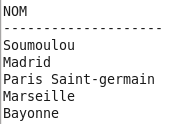 NOM
--------------------
Soumoulou
Madrid
Paris Saint-germain
Marseille
Bayonne